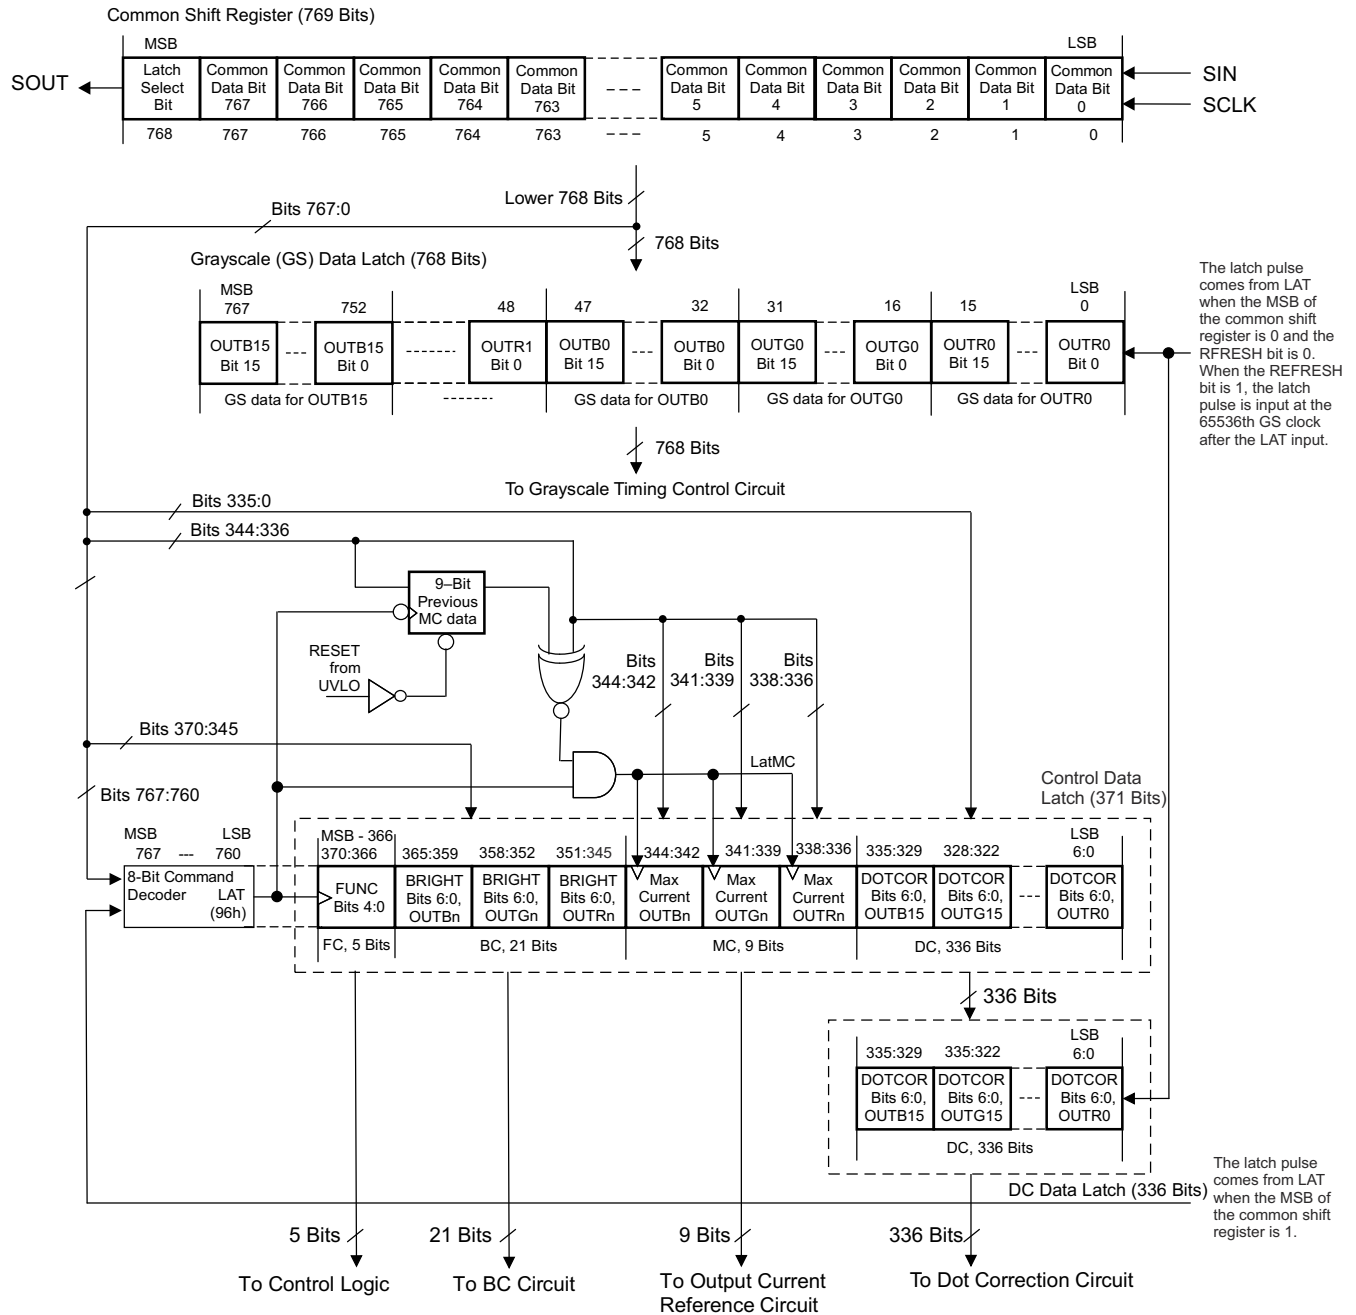 Common Shift Register (769 Bits)
MSB
LSB
SOUT
Latch
Select
Bit
Common
Data Bit
767
Common
Data Bit
766
Common
Data Bit
765
Common
Data Bit
764
Common
Data Bit
763
Common
Data Bit
5
Common
Data Bit
4
Common
Data Bit
3
Common
Data Bit
2
Common
Data Bit
1
Common
Data Bit
0
SIN
SCLK
768 767 766 765 764 763 ---- 5 4 3 2 1 0
Lower 768 Bits
Bits 767:0
768 Bits
Grayscale (GS) Data Latch (768 Bits)
MSB
767
752
48
47
32
31
16
15
LSB
0
OUTB15
Bit 15
OUTB15
Bit 0
OUTR1
Bit 0
OUTB0
Bit 15
OUTB0
Bit 0
OUTG0
Bit 15
OUTG0
Bit 0
OUTR0
Bit 15
OUTR0
Bit 0
GS data for OUTB15
GS data for OUTB0
GS data for OUTG0
GS data for OUTR0
The latch pulse
comes from LAT
when the MSB of
the common shift
register is 0 and the
RFRESH bit is 0.
When the REFRESH
bit is 1, the latch
pulse is input at the
65536th GS clock
after the LAT input.
768 Bits
To Grayscale Timing Control Circuit
Bits 335:0
Bits 344:336
9–Bit
Previous
MC data
RESET
from
UVLO
Bits
344:342
Bits
341:339
Bits
338:336
Bits 370:345
LatMC
Bits 767:760
Control Data
Latch (371 Bits)
MSB
767
---
LSB
760
8-Bit Command
Decoder
LAT
(96h)
MSB - 366
370:366
365:359
358:352
351:345
344:342
341:339
338:336
335:329
328:322
LSB
6:0
FUNC
Bits 4:0
BRIGHT
Bits 6:0,
OUTBn
BRIGHT
Bits 6:0,
OUTGn
BRIGHT
Bits 6:0,
OUTRn
Max
Current
OUTBn
Max
Current
OUTGn
Max
Current
OUTRn
DOTCOR
Bits 6:0,
OUTB15
DOTCOR
Bits 6:0,
OUTG15
DOTCOR
Bits 6:0,
OUTR0
FC, 5 Bits
BC, 21 Bits
MC, 9 Bits
DC, 336 Bits
336 Bits
335:329
335:322
LSB
6:0
DOTCOR
Bits 6:0,
OUTB15
DOTCOR
Bits 6:0,
OUTG15
DOTCOR
Bits 6:0,
OUTR0
DC, 336 Bits
DC Data Latch (336 Bits)
The latch pulse
comes from LAT
when the MSB of
the common shift
register is 1.
5 Bits
21 Bits
9 Bits
336 Bits
To Control Logic
To BC Circuit
To Output Current
Reference Circuit
To Dot Correction Circuit